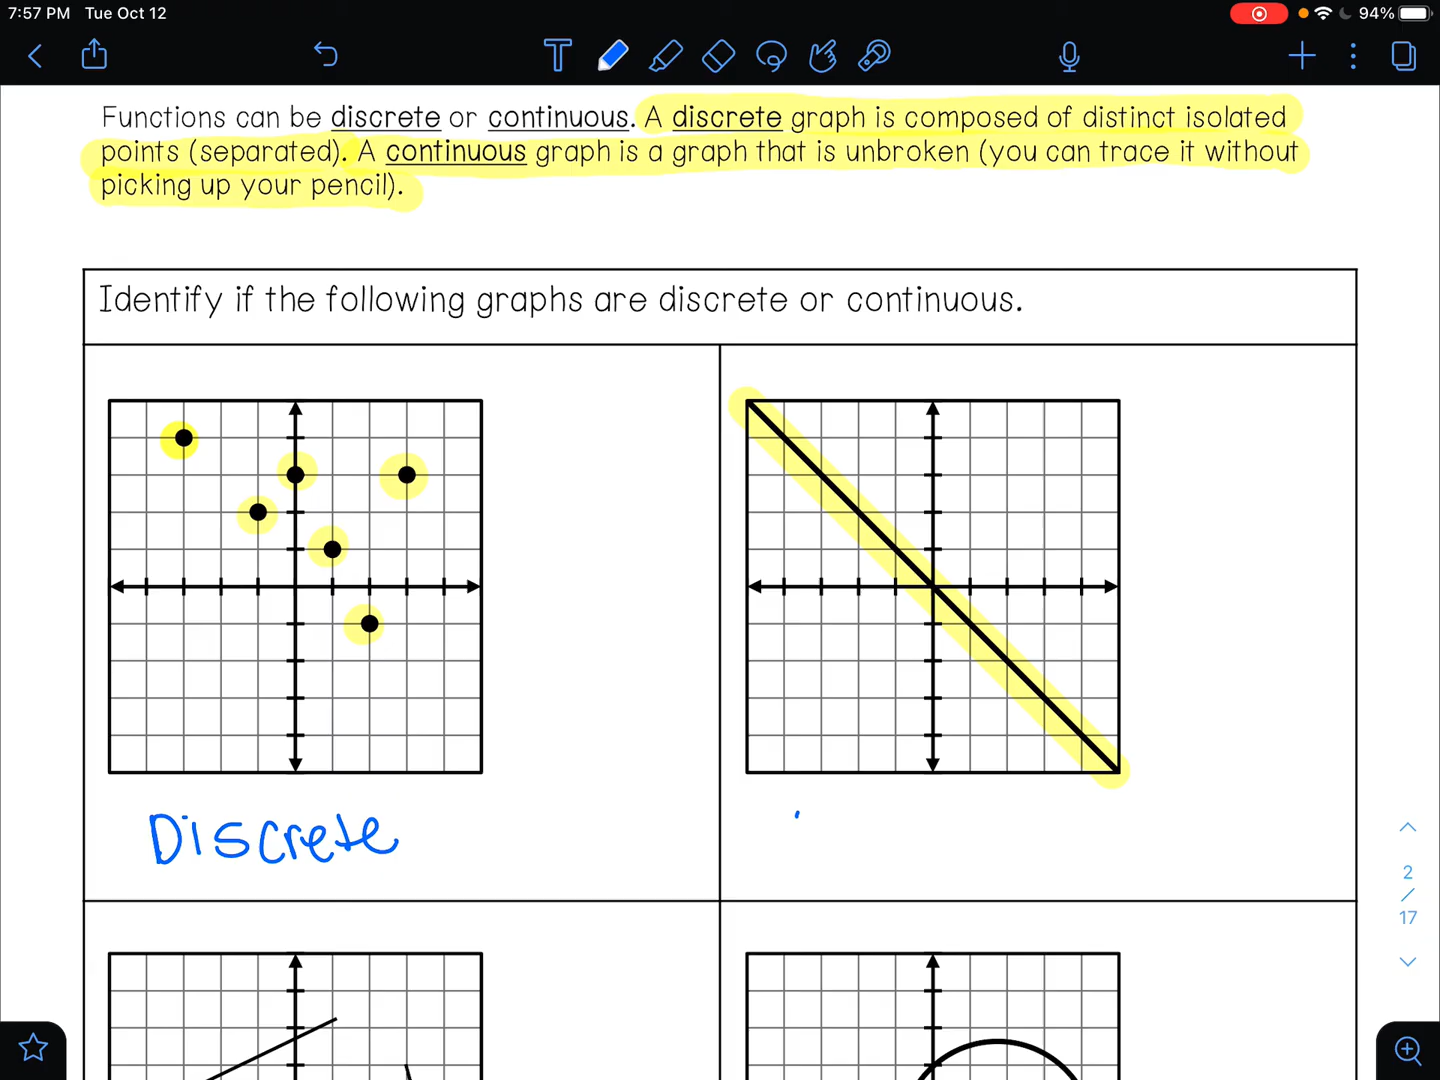 7:57 PM Tue Oct 12
94%
T
Functions can be discrete or continuous. A discrete graph is composed of distinct isolated
points (separated). A continuous graph is a graph that is unbroken (you can trace it without
picking up your pencil).
Identify if the following graphs are discrete or continuous.
Discrete
2
/
17